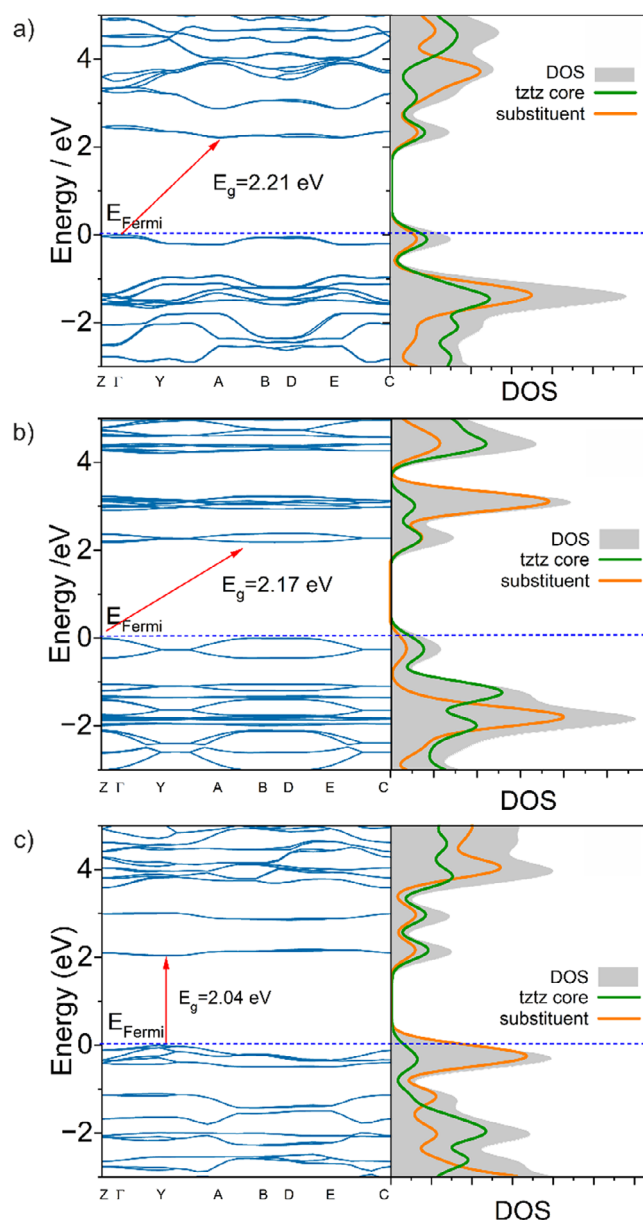 a)
Energy / eV
4
2
0
−2
E_Fermi
E_g=2.21 eV
Z Γ Y A B D E C
DOS
tztz core
substituent
DOS
b)
Energy /eV
4
2
0
−2
E_Fermi
E_g=2.17 eV
Z Γ Y A B D E C
DOS
tztz core
substituent
DOS
c)
Energy (eV)
4
2
0
−2
E_Fermi
E_g=2.04 eV
Z Γ Y A B D E C
DOS
tztz core
substituent
DOS